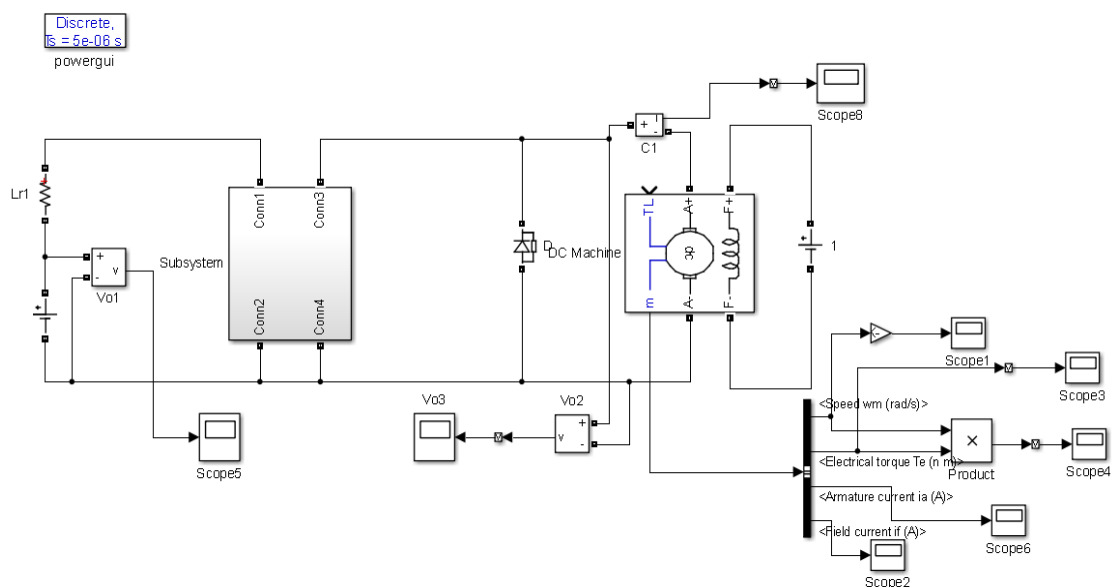 Discrete,
Ts = 5e-06 s
powergui
Scope8
C1
Lr1
Conn1
Conn3
Subsystem
Conn2
Conn4
D
DC Machine
TL
A+
F+
dc
m
A-
F-
1
+
-
v
Vo1
Scope5
Vo3
Vo2
+
v
-
Scope1
Scope3
<Speed wm (rad/s)>
×
Product
Scope4
<Electrical torque Te (n m)>
<Armature current ia (A)>
Scope6
<Field current if (A)>
Scope2